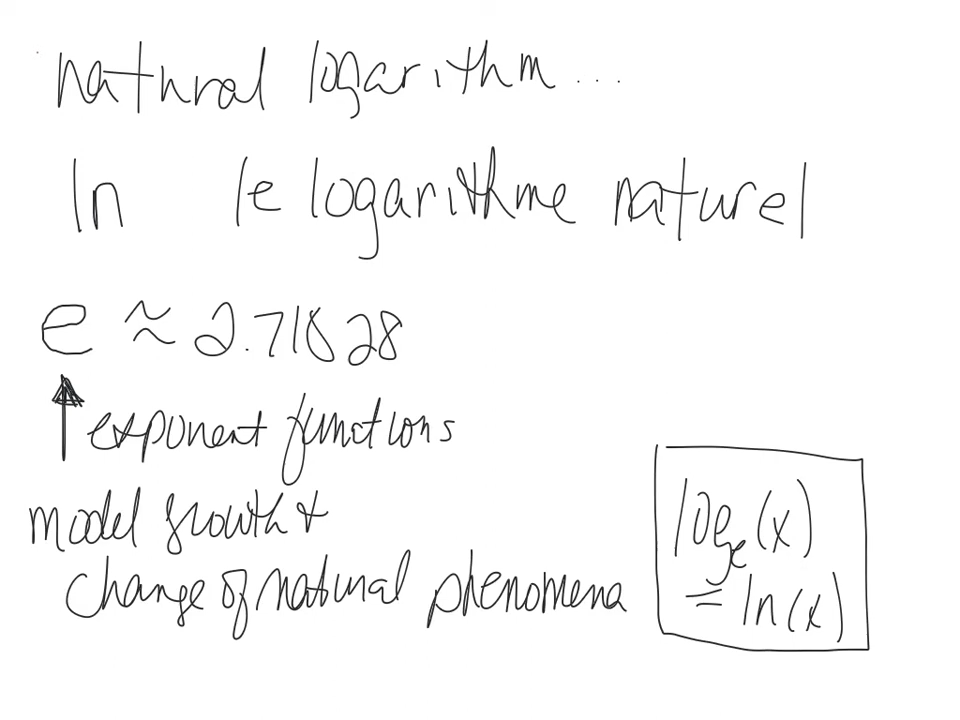 natural logarithm...
ln le logarithme naturel
e ≈ 2.71828
exponent functions
model growth +
change of natural phenomena
logₑ(x)
= ln(x)